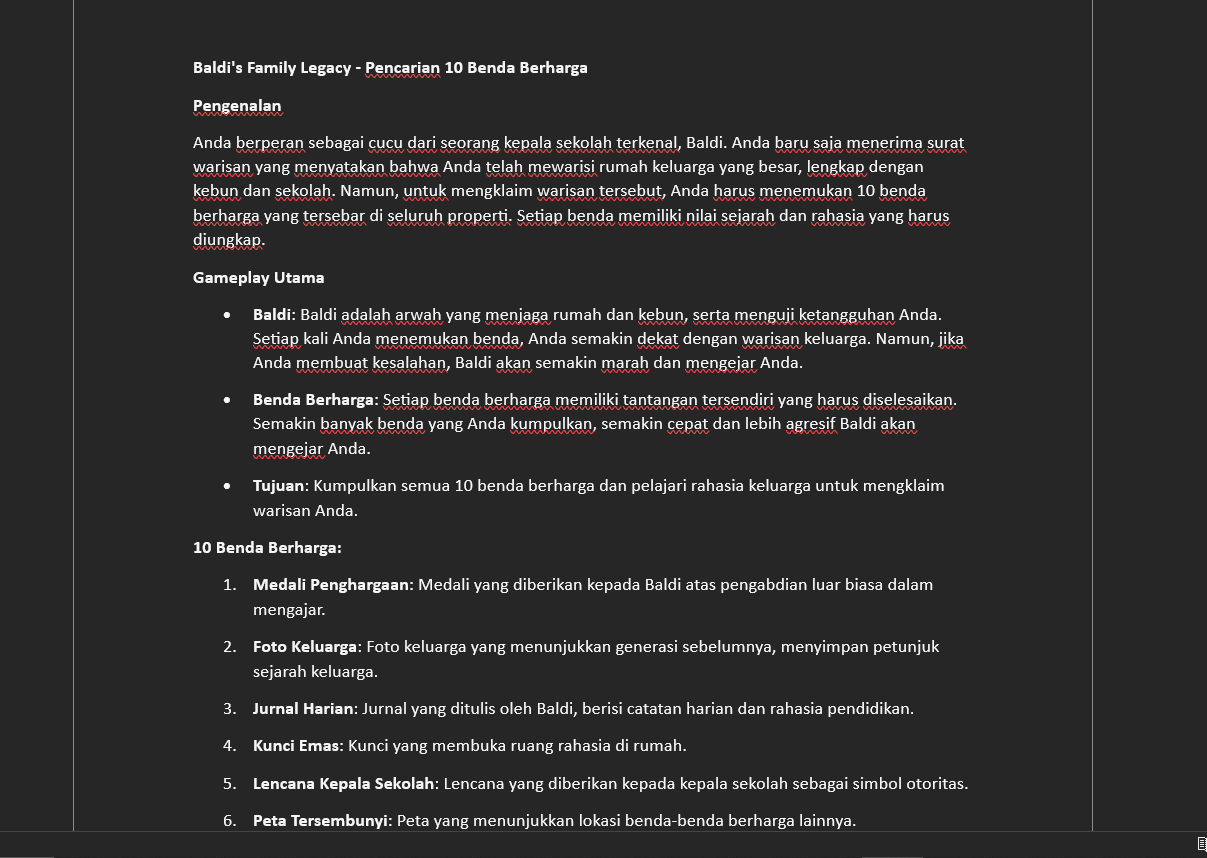 Baldi's Family Legacy - Pencarian 10 Benda Berharga
Pengenalan
Anda berperan sebagai cucu dari seorang kepala sekolah terkenal, Baldi. Anda baru saja menerima surat
warisan yang menyatakan bahwa Anda telah mewarisi rumah keluarga yang besar, lengkap dengan
kebun dan sekolah. Namun, untuk mengklaim warisan tersebut, Anda harus menemukan 10 benda
berharga yang tersebar di seluruh properti. Setiap benda memiliki nilai sejarah dan rahasia yang harus
diungkap.
Gameplay Utama
• Baldi: Baldi adalah arwah yang menjaga rumah dan kebun, serta menguji ketangguhan Anda.
Setiap kali Anda menemukan benda, Anda semakin dekat dengan warisan keluarga. Namun, jika
Anda membuat kesalahan, Baldi akan semakin marah dan mengejar Anda.
• Benda Berharga: Setiap benda berharga memiliki tantangan tersendiri yang harus diselesaikan.
Semakin banyak benda yang Anda kumpulkan, semakin cepat dan lebih agresif Baldi akan
mengejar Anda.
• Tujuan: Kumpulkan semua 10 benda berharga dan pelajari rahasia keluarga untuk mengklaim
warisan Anda.
10 Benda Berharga:
1. Medali Penghargaan: Medali yang diberikan kepada Baldi atas pengabdian luar biasa dalam
mengajar.
2. Foto Keluarga: Foto keluarga yang menunjukkan generasi sebelumnya, menyimpan petunjuk
sejarah keluarga.
3. Jurnal Harian: Jurnal yang ditulis oleh Baldi, berisi catatan harian dan rahasia pendidikan.
4. Kunci Emas: Kunci yang membuka ruang rahasia di rumah.
5. Lencana Kepala Sekolah: Lencana yang diberikan kepada kepala sekolah sebagai simbol otoritas.
6. Peta Tersembunyi: Peta yang menunjukkan lokasi benda-benda berharga lainnya.